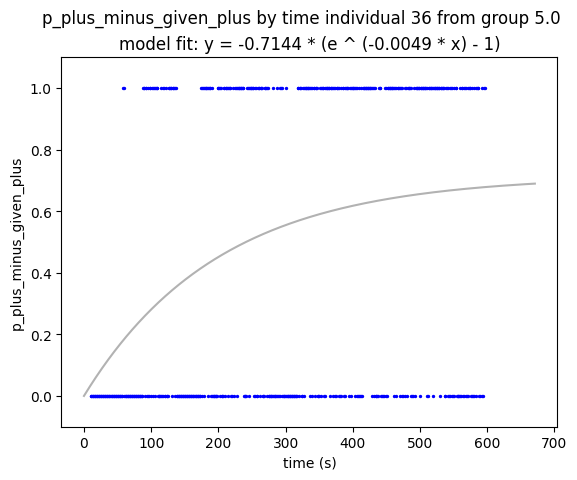 p_plus_minus_given_plus by time individual 36 from group 5.0
model fit: y = -0.7144 * (e ^ (-0.0049 * x) - 1)
p_plus_minus_given_plus
1.0
0.8
0.6
0.4
0.2
0.0
0 100 200 300 400 500 600 700
time (s)